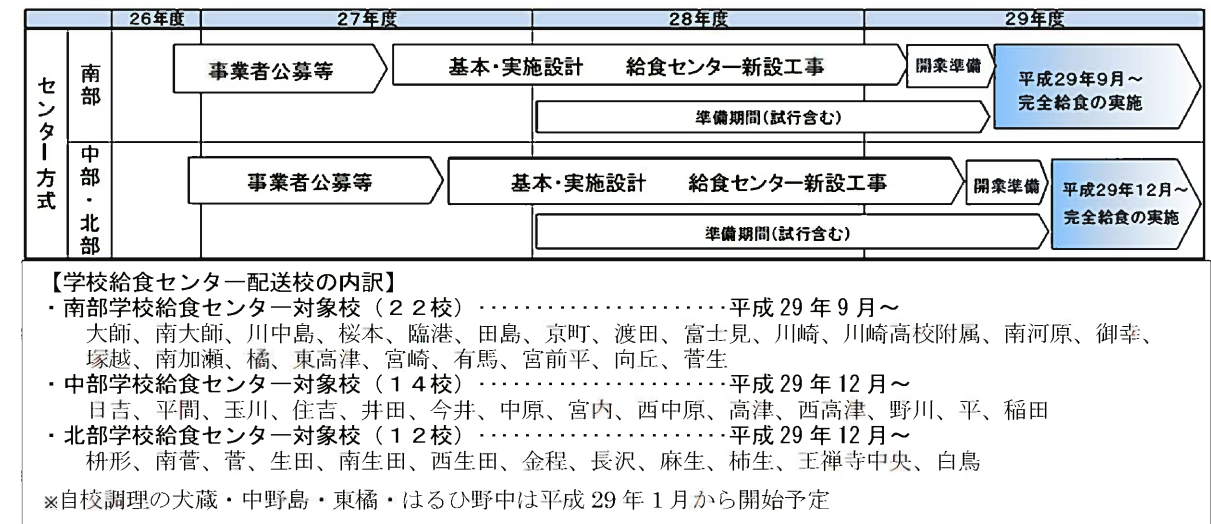 26年度 27年度 28年度 29年度
センター方式
南部
事業者公募等
基本・実施設計 給食センター新設工事
開業準備
平成29年9月～
完全給食の実施
準備期間(試行含む)
中部・北部
事業者公募等
基本・実施設計 給食センター新設工事
開業準備
平成29年12月～
完全給食の実施
準備期間(試行含む)
【学校給食センター配送校の内訳】
・南部学校給食センター対象校（２２校）‥‥‥‥‥‥‥‥‥‥‥平成 29 年 9 月～
大師、南大師、川中島、桜本、臨港、田島、京町、渡田、富士見、川崎、川崎高校附属、南河原、御幸、
塚越、南加瀬、橘、東高津、宮崎、有馬、宮前平、向丘、菅生
・中部学校給食センター対象校（１４校）‥‥‥‥‥‥‥‥‥‥‥平成 29 年 12 月～
日吉、平間、玉川、住吉、井田、今井、中原、宮内、西中原、高津、西高津、野川、平、稲田
・北部学校給食センター対象校（１２校）‥‥‥‥‥‥‥‥‥‥‥平成 29 年 12 月～
枡形、南菅、菅、生田、南生田、西生田、金程、長沢、麻生、柿生、王禅寺中央、白鳥
※自校調理の犬蔵・中野島・東橘・はるひ野中は平成 29 年 1 月から開始予定